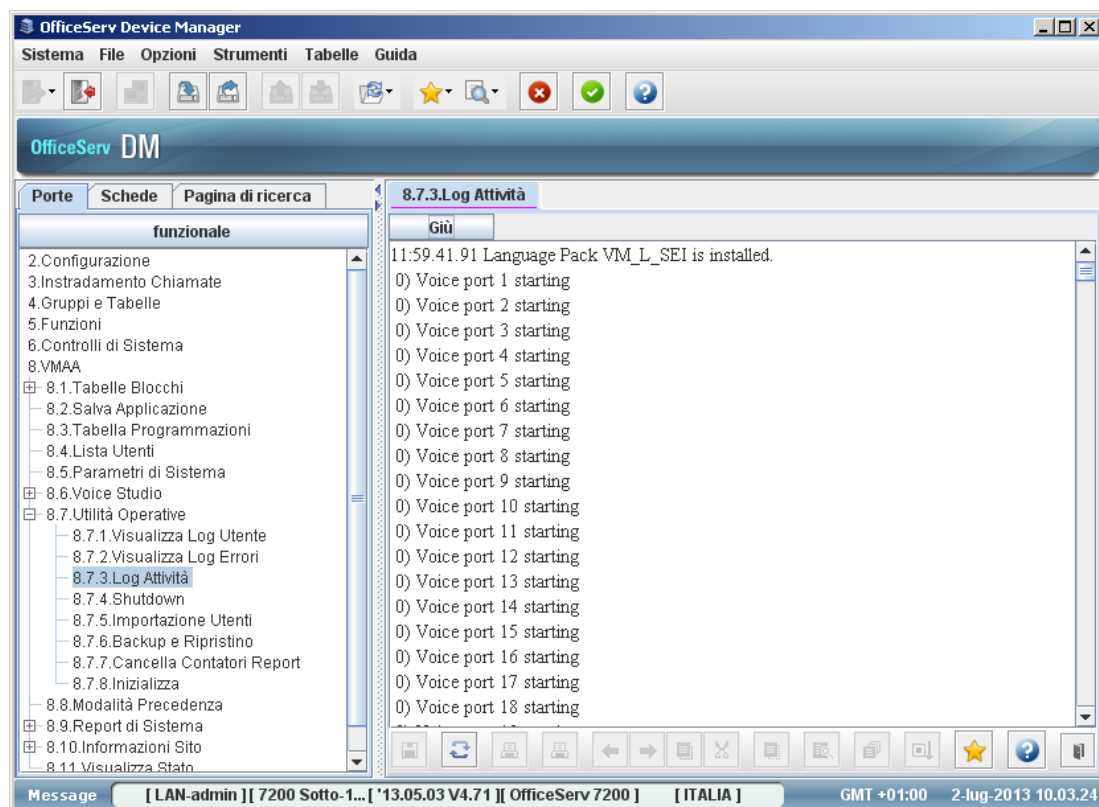 OfficeServ Device Manager
Sistema File Opzioni Strumenti Tabelle Guida
OfficeServ DM
Porte Schede Pagina di ricerca
funzionale
2.Configurazione
3.Instradamento Chiamate
4.Gruppi e Tabelle
5.Funzioni
6.Controlli di Sistema
8.VMAA
8.1.Tabelle Blocchi
8.2.Salva Applicazione
8.3.Tabella Programmazioni
8.4.Lista Utenti
8.5.Parametri di Sistema
8.6.Voice Studio
8.7.Utilità Operative
8.7.1.Visualizza Log Utente
8.7.2.Visualizza Log Errori
8.7.3.Log Attività
8.7.4.Shutdown
8.7.5.Importazione Utenti
8.7.6.Backup e Ripristino
8.7.7.Cancella Contatori Report
8.7.8.Inizializza
8.8.Modalità Precedenza
8.9.Report di Sistema
8.10.Informazioni Sito
8.11.Visualizza Stato
8.7.3.Log Attività
Giù
11:59.41.91 Language Pack VM_L_SEI is installed.
0) Voice port 1 starting
0) Voice port 2 starting
0) Voice port 3 starting
0) Voice port 4 starting
0) Voice port 5 starting
0) Voice port 6 starting
0) Voice port 7 starting
0) Voice port 8 starting
0) Voice port 9 starting
0) Voice port 10 starting
0) Voice port 11 starting
0) Voice port 12 starting
0) Voice port 13 starting
0) Voice port 14 starting
0) Voice port 15 starting
0) Voice port 16 starting
0) Voice port 17 starting
0) Voice port 18 starting
Message [ LAN-admin ][ 7200 Sotto-1... [ '13.05.03 V4.71 ][ OfficeServ 7200 ] [ ITALIA ] GMT +01:00 2-lug-2013 10.03.24